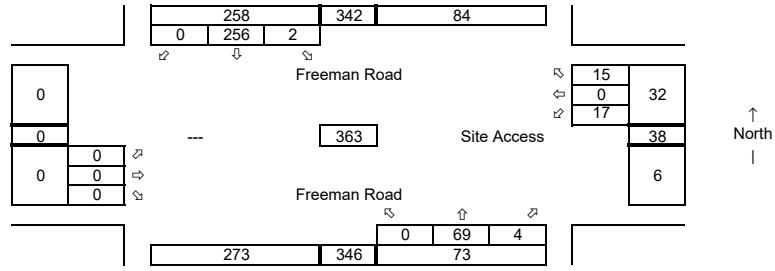 258 342 84
0 256 2
⬃ ⇩ ⬂
Freeman Road
⬁ 15
0 ⇦ 0 32
⬃ 17
0 --- 363 Site Access 38
↑
North
|
0 ⬀
0 0 ⇨ 6
0 ⬂
Freeman Road
⬁ ⇧ ⬀
0 69 4
273 346 73